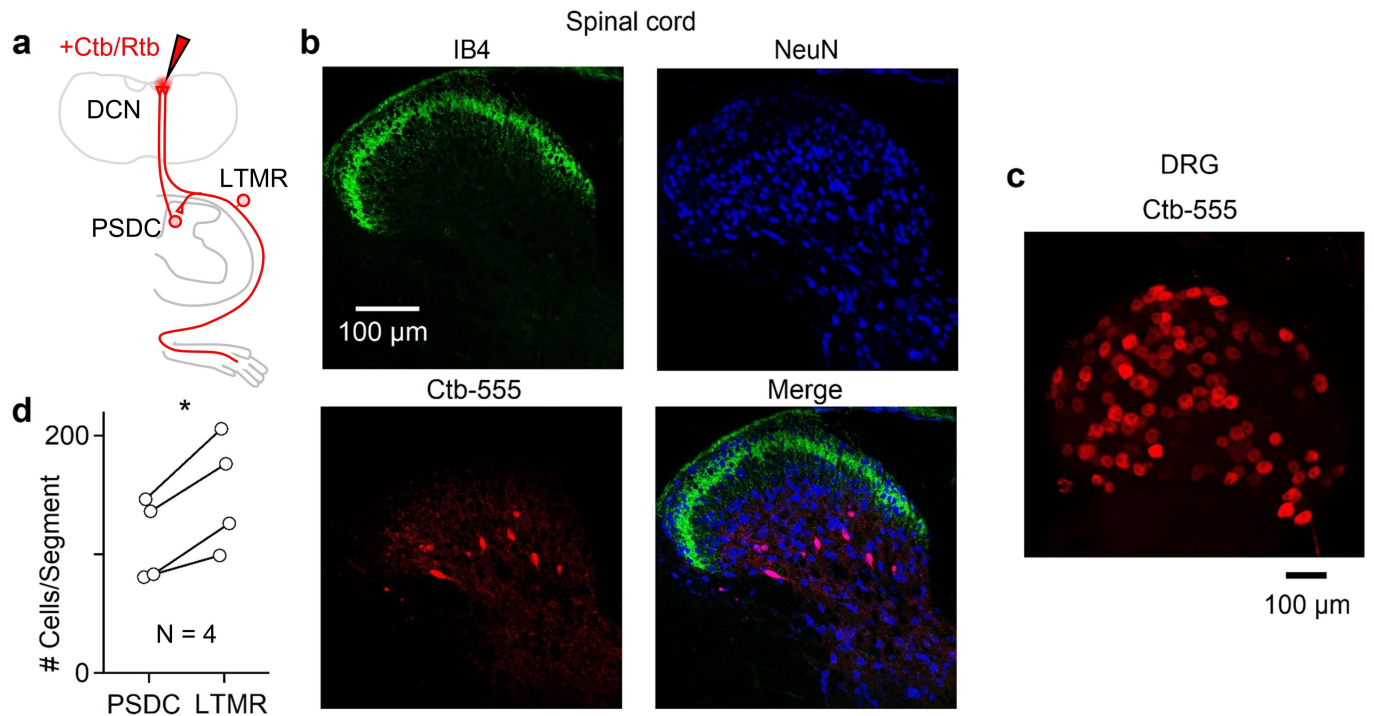 a
+Ctb/Rtb
DCN
LTMR
PSDC
b
Spinal cord
IB4
NeuN
100 μm
Ctb-555
Merge
c
DRG
Ctb-555
100 μm
d
*
# Cells/Segment
200
0
N = 4
PSDC LTMR